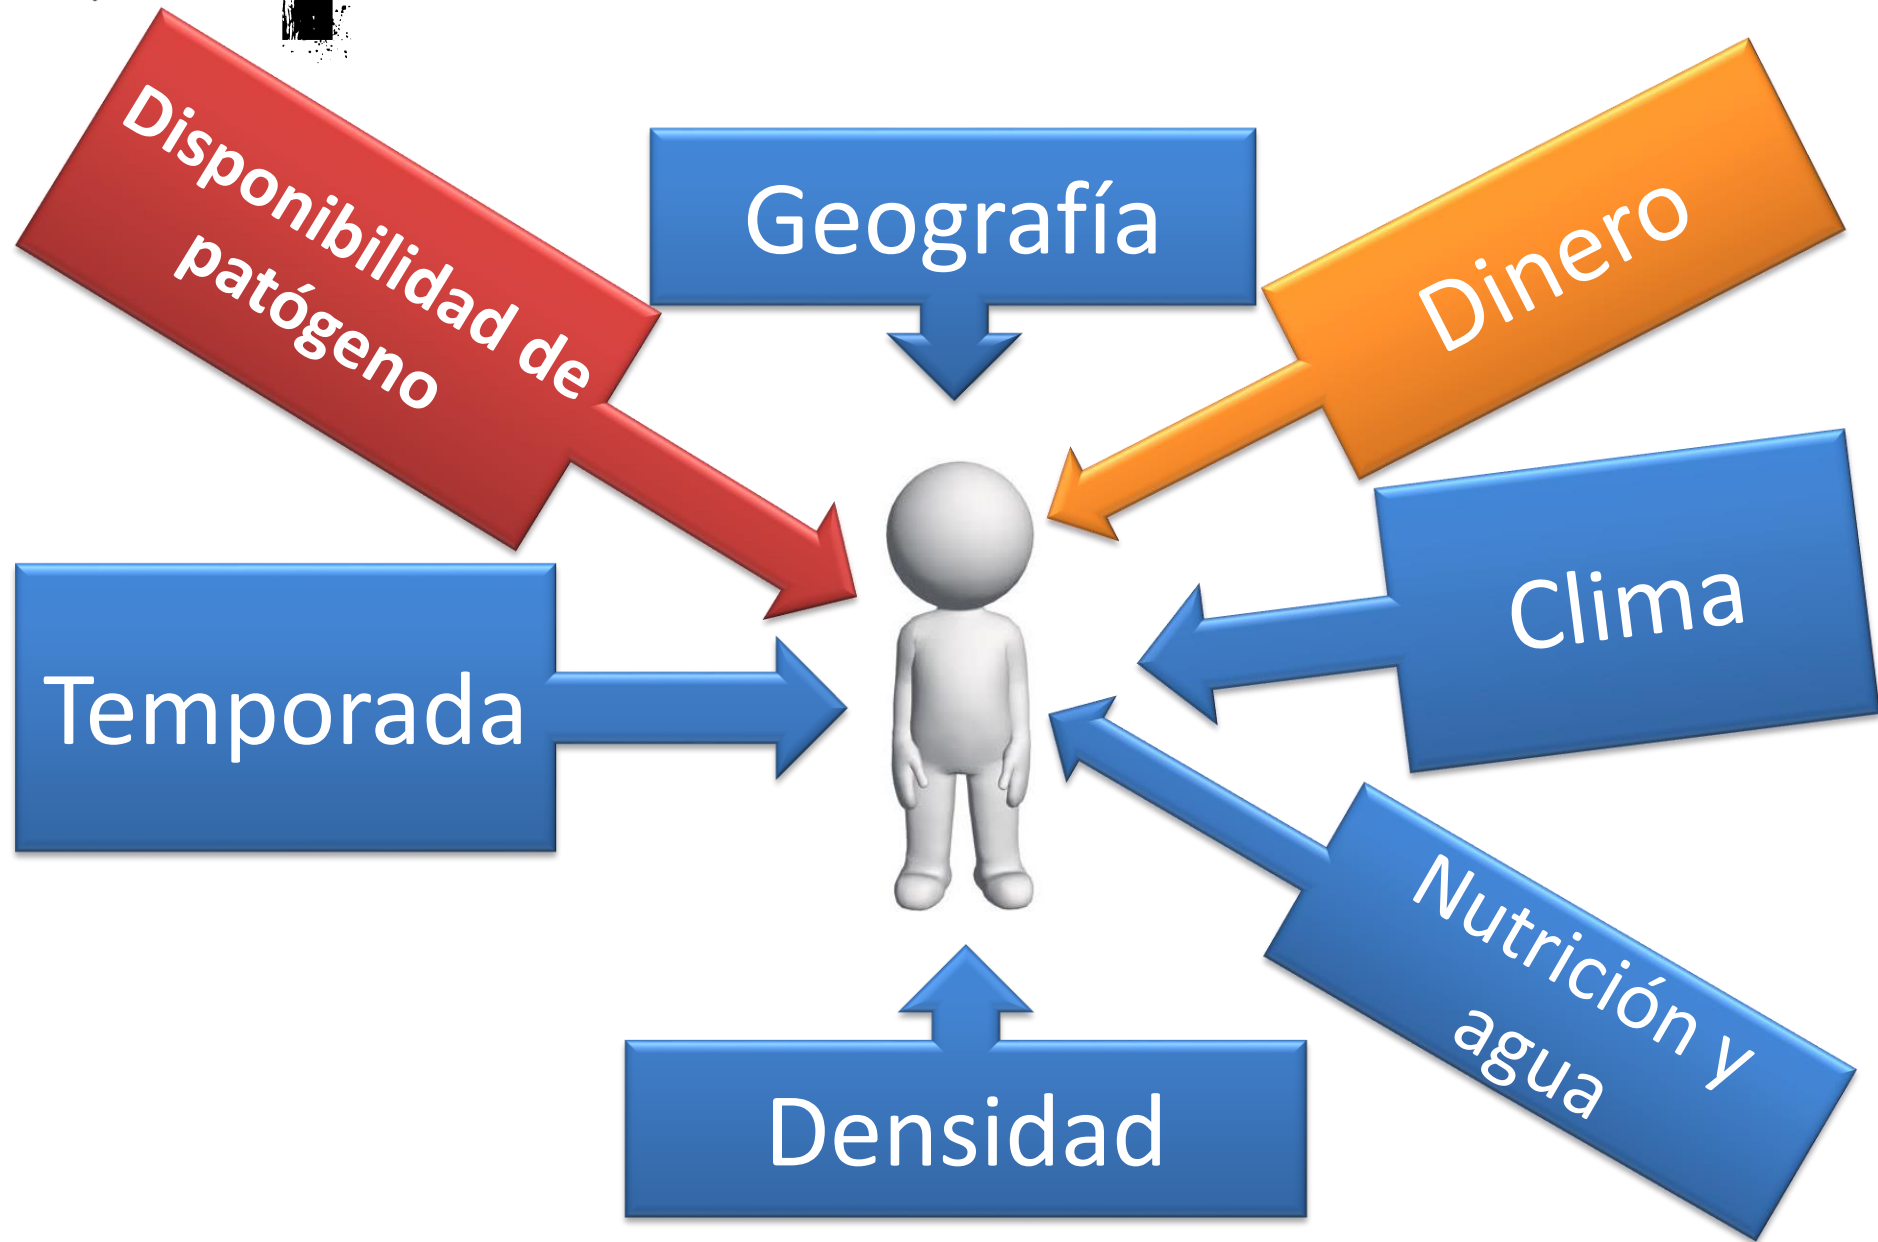 Disponibilidad de
patógeno
Geografía
Dinero
Temporada
Clima
Nutrición y
agua
Densidad